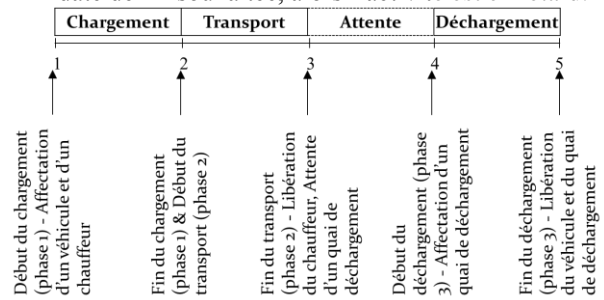 Chargement Transport Attente Déchargement
1 2 3 4 5
Début du chargement
(phase 1) - Affectation
d'un véhicule et d'un
chauffeur
Fin du chargement
(phase 1) & Début du
transport (phase 2)
Fin du transport
(phase 2) - Libération
du chauffeur, Attente
d'un quai de
déchargement
Début du
déchargement (phase
3) - Affectation d'un
quai de déchargement
Fin du déchargement
(phase 3) - Libération
du véhicule et du quai
de déchargement